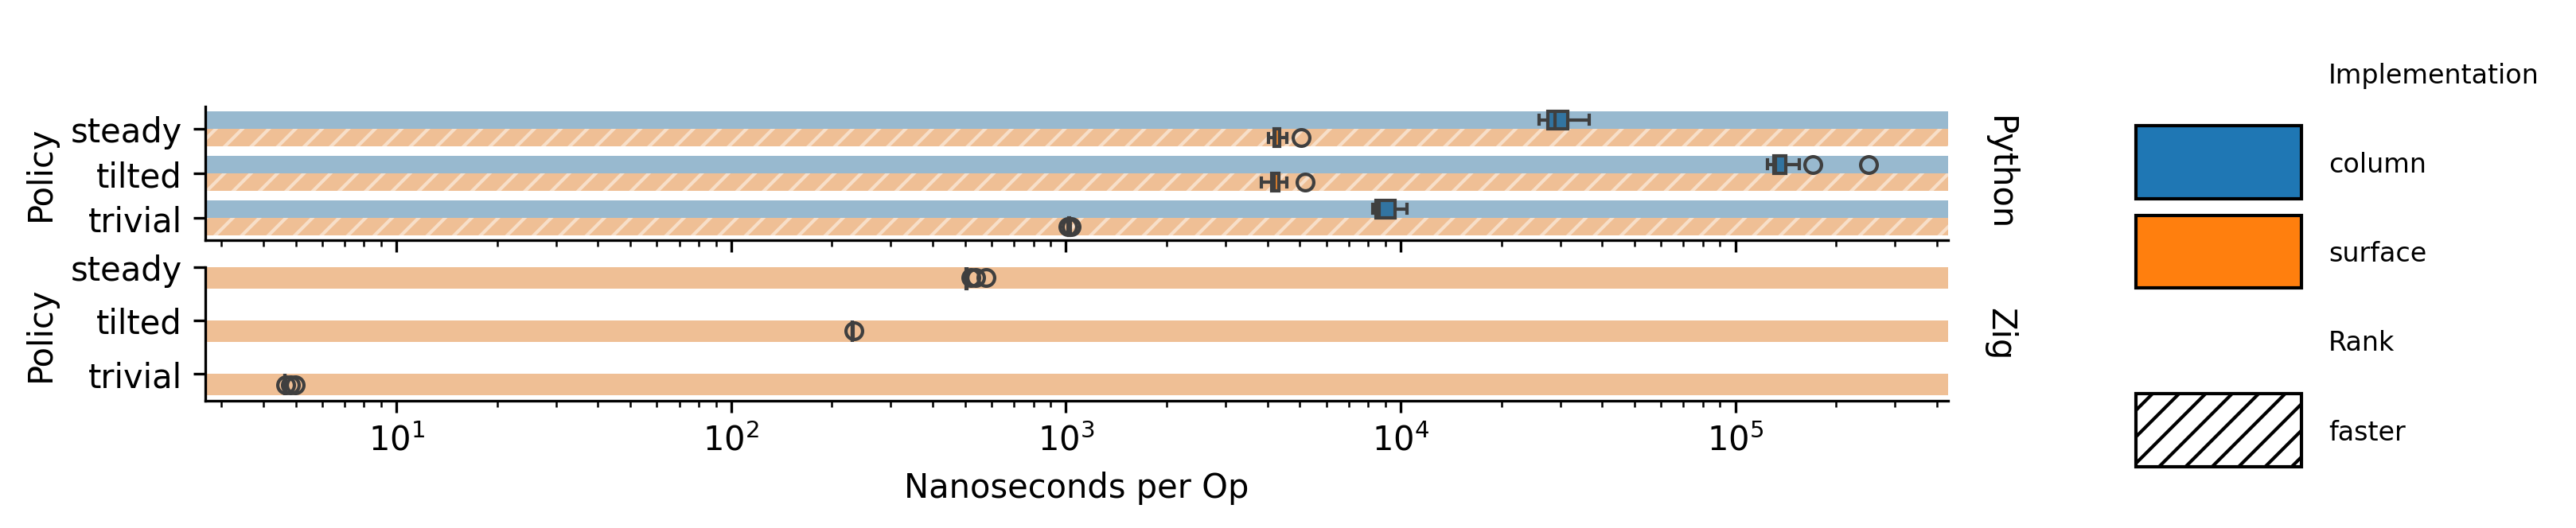 Implementation
column
surface
Rank
faster
Policy
steady
tilted
trivial
Python
Policy
steady
tilted
trivial
Zig
10¹ 10² 10³ 10⁴ 10⁵
Nanoseconds per Op